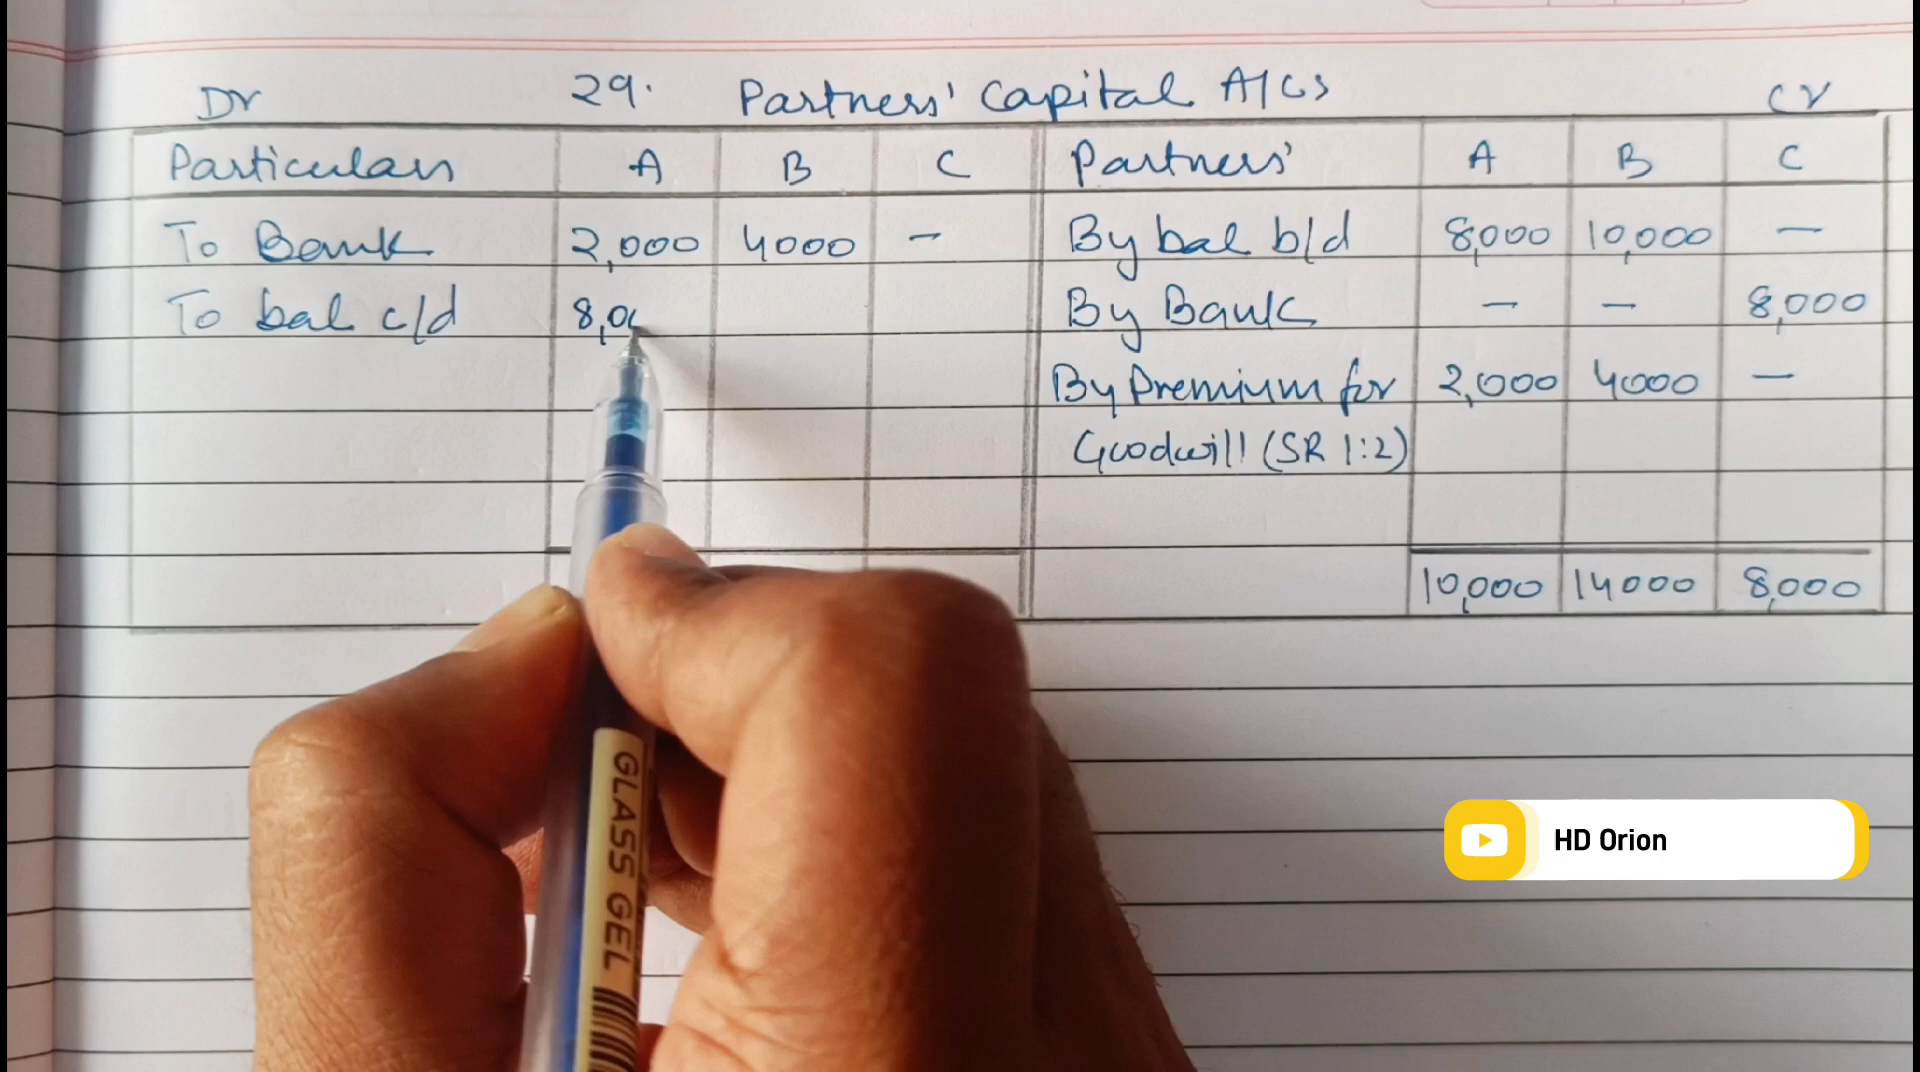 Dr 29. Partners' Capital A/Cs Cr
Particulars A B C Partners' A B C
To Bank 2,000 4000 - By bal b/d 8,000 10,000 -
To bal c/d 8,00 By Bank - - 8,000
By Premium for 2,000 4000 -
Goodwill (SR 1:2)
10,000 14000 8,000
GLASS GEL
HD Orion